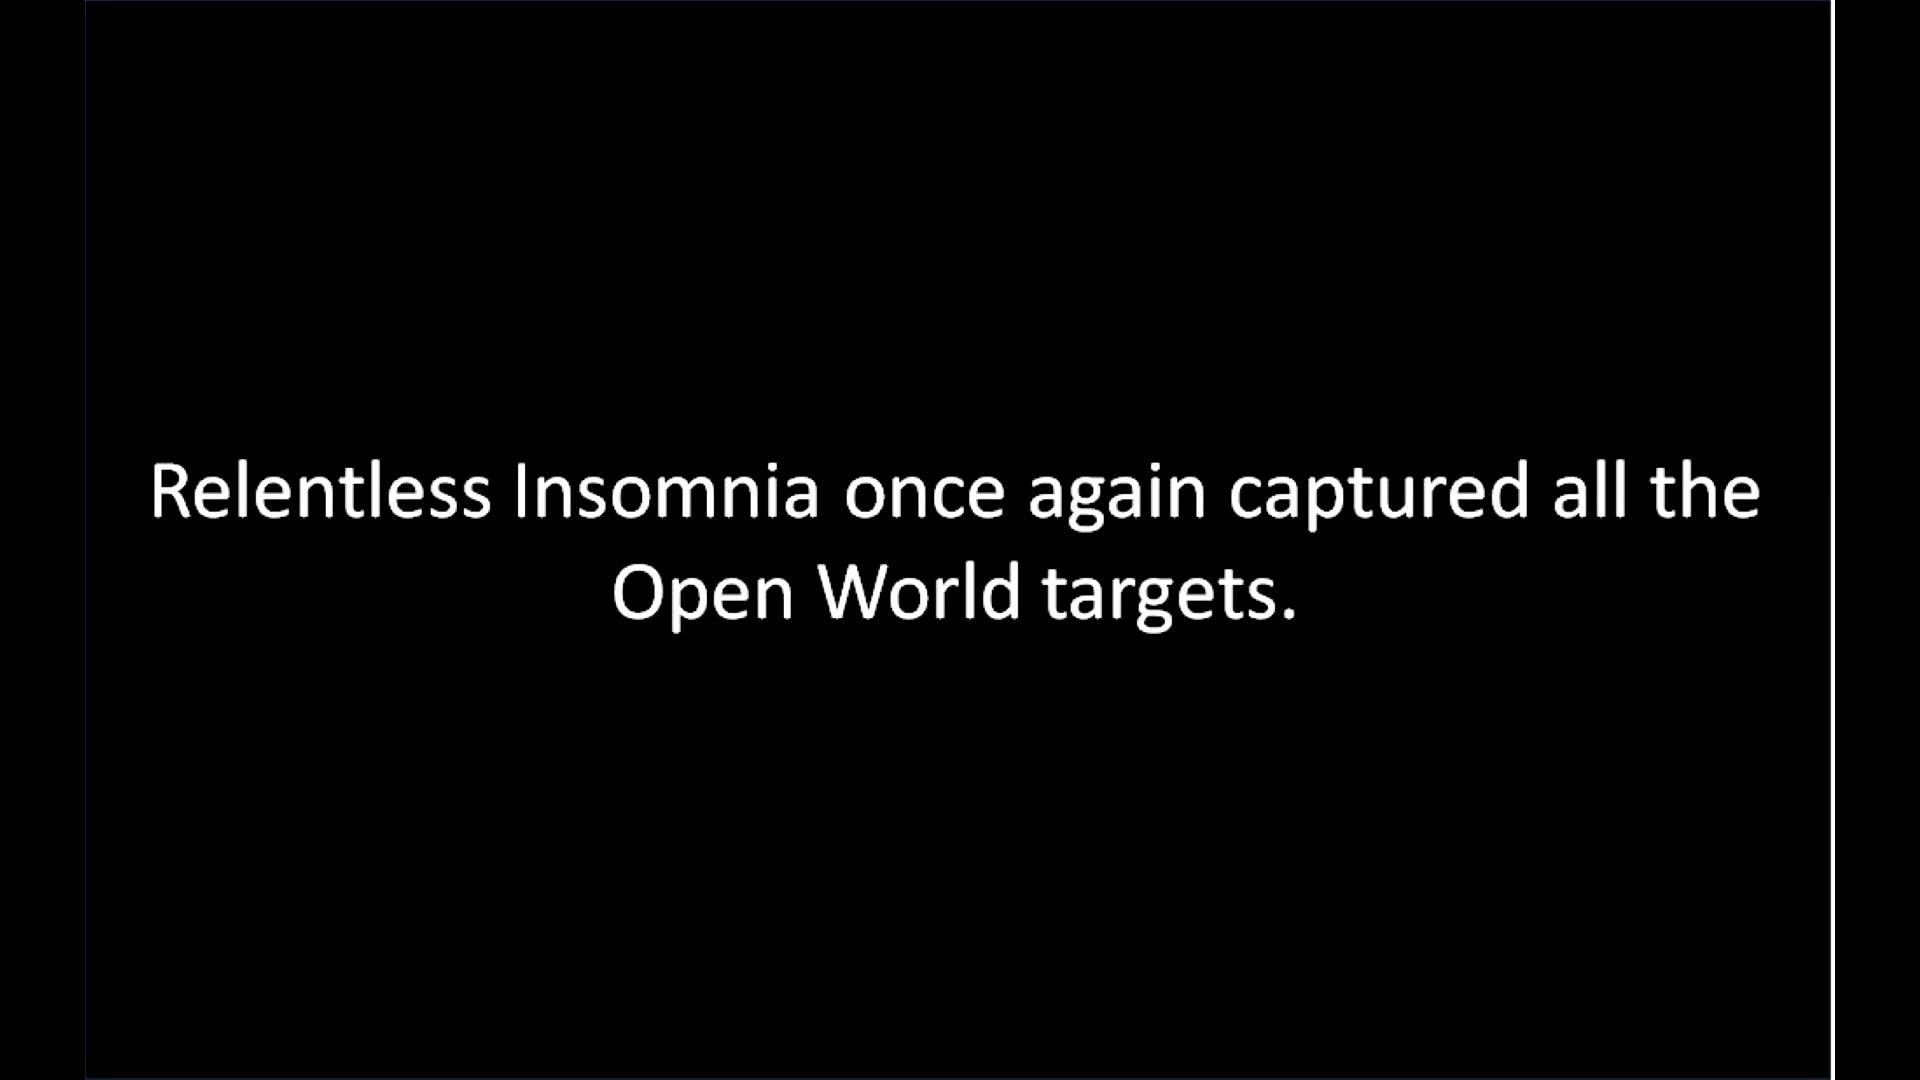 Relentless Insomnia once again captured all the
Open World targets.